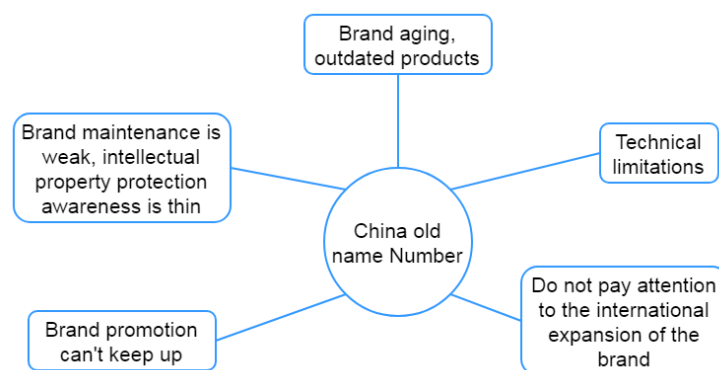 Brand aging,
outdated products
Brand maintenance is
weak, intellectual
property protection
awareness is thin
Technical
limitations
China old
name Number
Brand promotion
can't keep up
Do not pay attention
to the international
expansion of the
brand